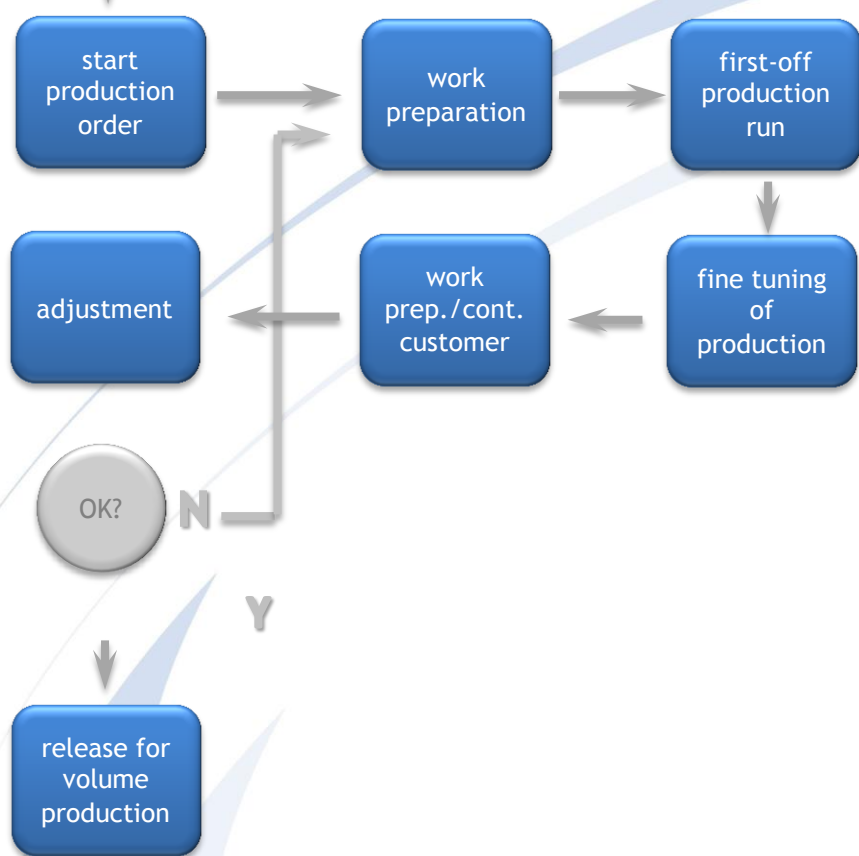 start
production
order
work
preparation
first-off
production
run
adjustment
work
prep./cont.
customer
fine tuning
of
production
OK?
N
Y
release for
volume
production